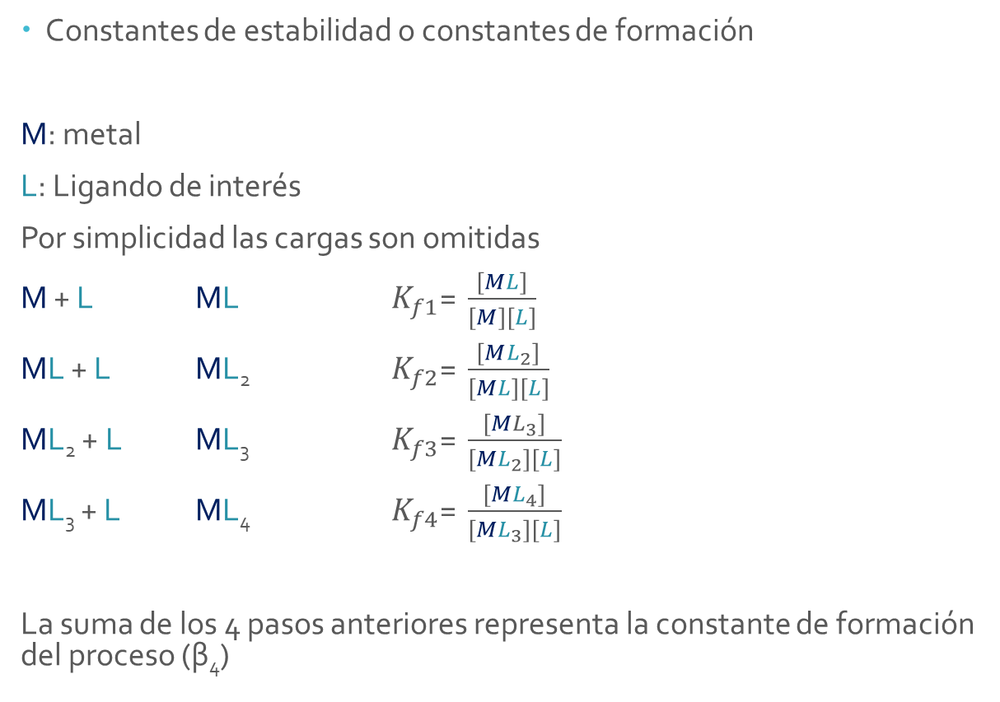 • Constantes de estabilidad o constantes de formación
M: metal
L: Ligando de interés
Por simplicidad las cargas son omitidas
M + L ML K_{f1} = \frac{[ML]}{[M][L]}
ML + L ML₂ K_{f2} = \frac{[ML_2]}{[ML][L]}
ML₂ + L ML₃ K_{f3} = \frac{[ML_3]}{[ML_2][L]}
ML₃ + L ML₄ K_{f4} = \frac{[ML_4]}{[ML_3][L]}
La suma de los 4 pasos anteriores representa la constante de formación
del proceso (β₄)